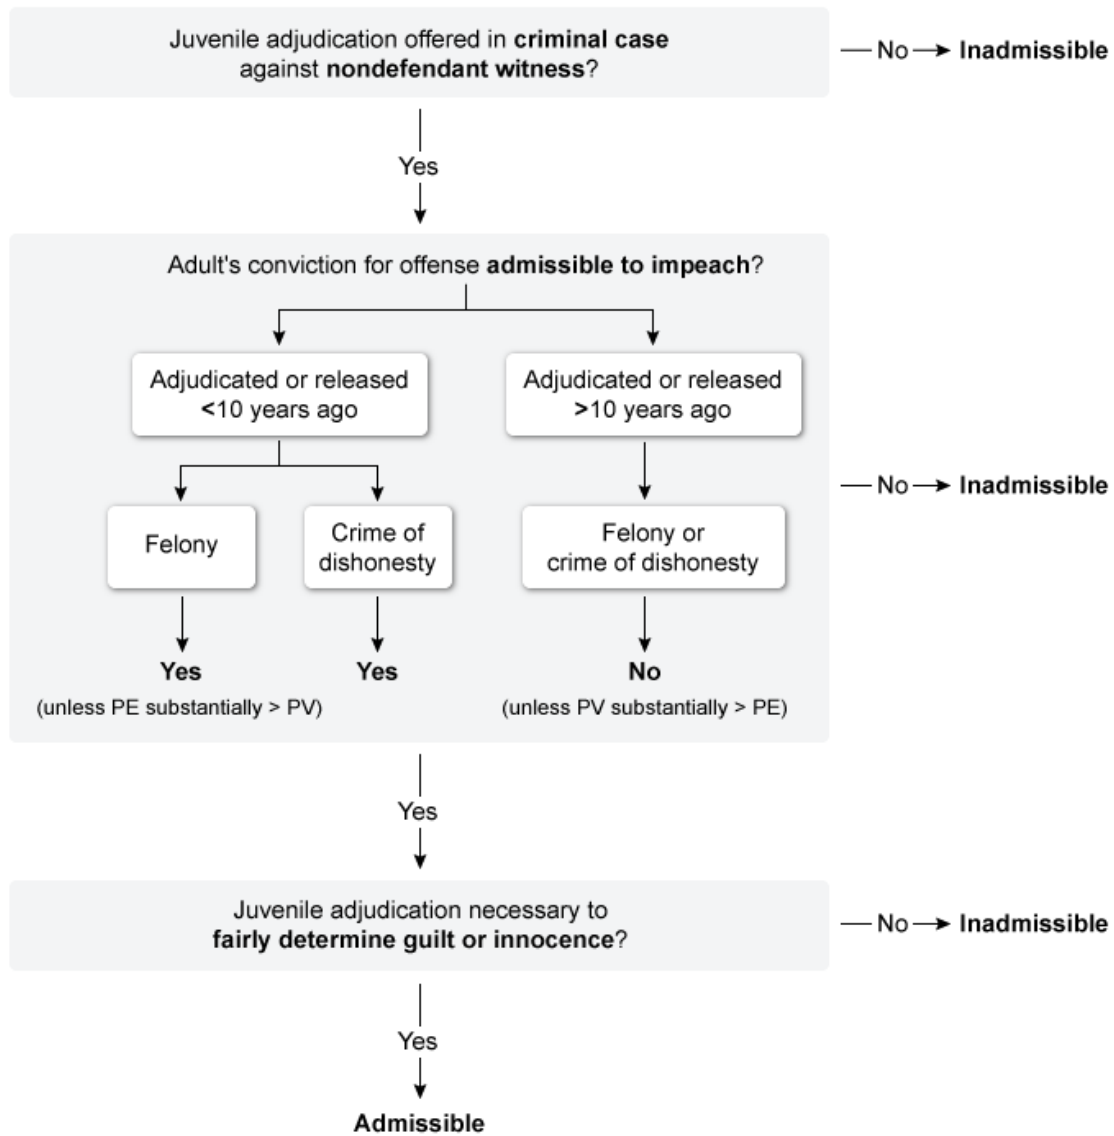 Juvenile adjudication offered in criminal case
against nondefendant witness?
No
Inadmissible
Yes
Adult's conviction for offense admissible to impeach?
Adjudicated or released
<10 years ago
Adjudicated or released
>10 years ago
Felony
Crime of
dishonesty
Felony or
crime of dishonesty
No
Inadmissible
Yes
(unless PE substantially > PV)
Yes
No
(unless PV substantially > PE)
Yes
Juvenile adjudication necessary to
fairly determine guilt or innocence?
No
Inadmissible
Yes
Admissible